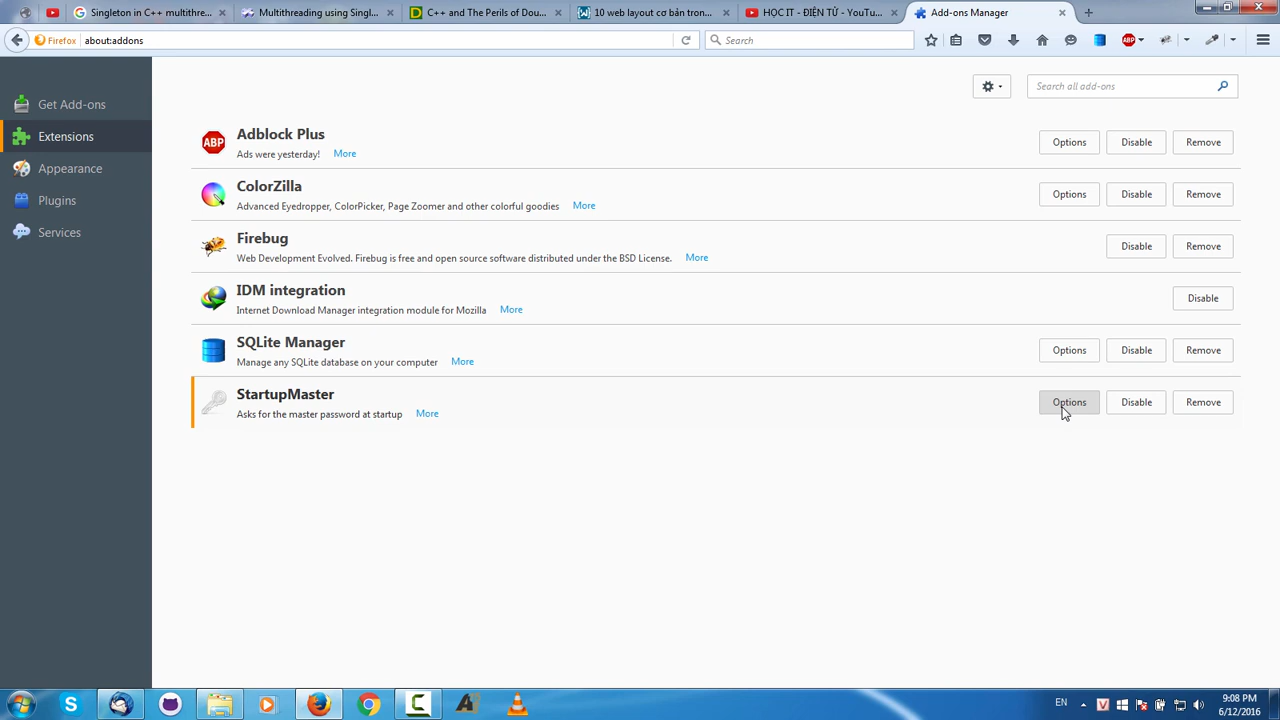 Singleton in C++ multithre...
Multithreading using Singl...
C++ and The Perils of Dou...
10 web layout cơ bản tron...
HỌC IT - ĐIỆN TỬ - YouTu...
Add-ons Manager
Firefox
about:addons
Search
ABP
Get Add-ons
Extensions
Appearance
Plugins
Services
Search all add-ons
ABP
Adblock Plus
Ads were yesterday! More
Options
Disable
Remove
ColorZilla
Advanced Eyedropper, ColorPicker, Page Zoomer and other colorful goodies More
Options
Disable
Remove
Firebug
Web Development Evolved. Firebug is free and open source software distributed under the BSD License. More
Disable
Remove
IDM integration
Internet Download Manager integration module for Mozilla More
Disable
SQLite Manager
Manage any SQLite database on your computer More
Options
Disable
Remove
StartupMaster
Asks for the master password at startup More
Options
Disable
Remove
EN
9:08 PM
6/12/2016